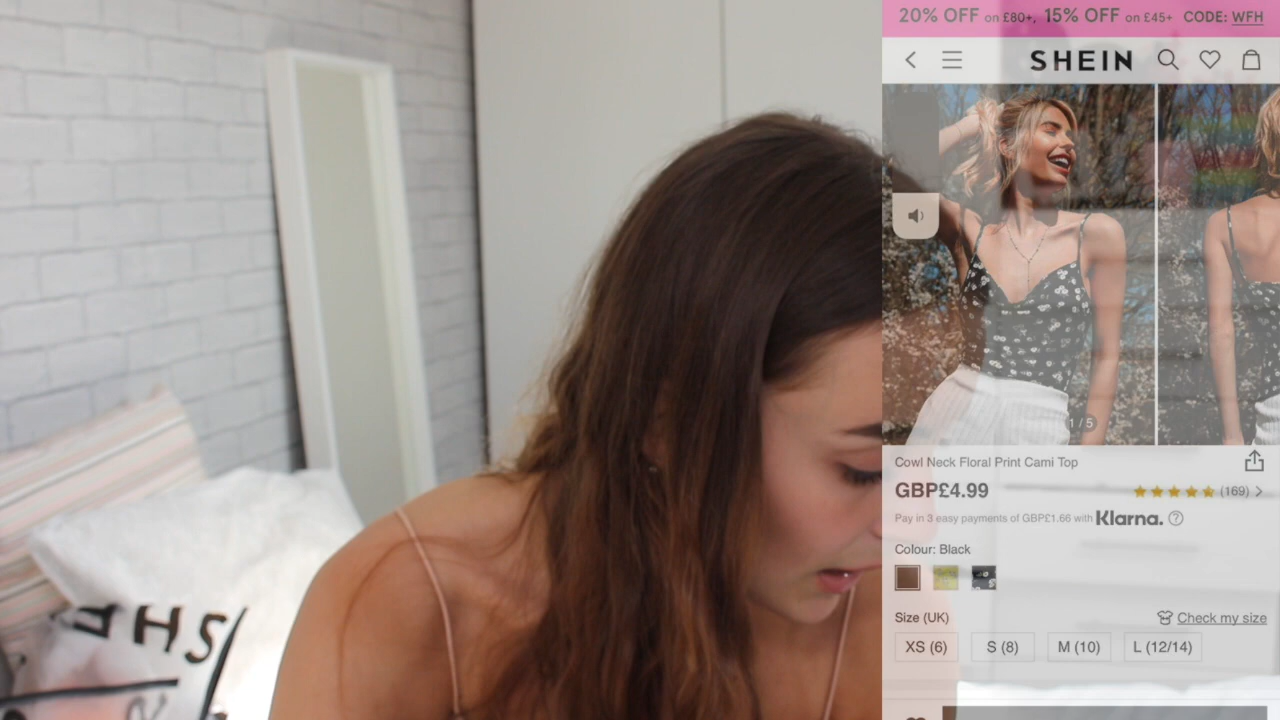 20% OFF on £80+, 15% OFF on £45+ CODE: WFH
SHEIN
1/5
Cowl Neck Floral Print Cami Top
GBP£4.99
(169)
Pay in 3 easy payments of GBP£1.66 with Klarna. ?
Colour: Black
Size (UK)
Check my size
XS (6) S (8) M (10) L (12/14)
SHE
&